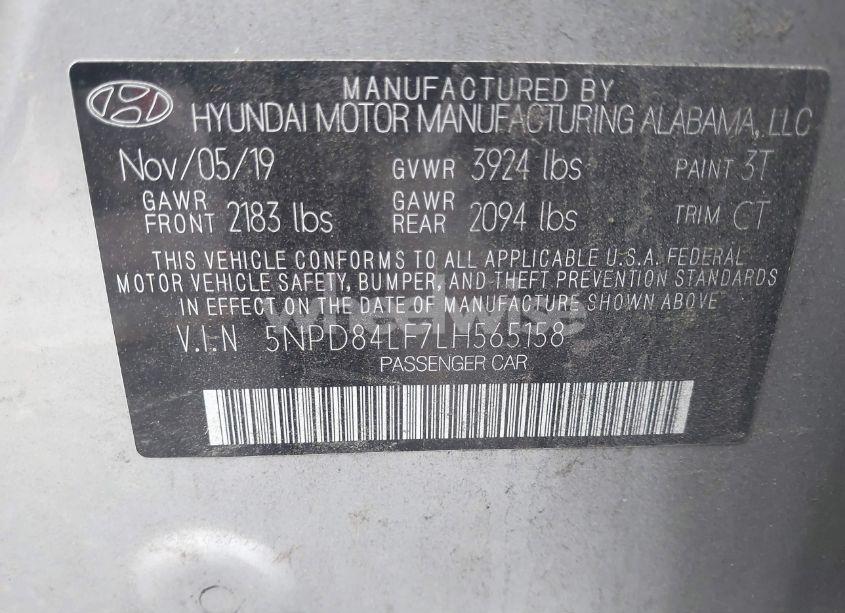 MANUFACTURED BY
HYUNDAI MOTOR MANUFACTURING ALABAMA, LLC
Nov/05/19 GVWR 3924 lbs PAINT 3T
GAWR FRONT 2183 lbs GAWR REAR 2094 lbs TRIM CT
THIS VEHICLE CONFORMS TO ALL APPLICABLE U.S.A. FEDERAL
MOTOR VEHICLE SAFETY, BUMPER, AND THEFT PREVENTION STANDARDS
IN EFFECT ON THE DATE OF MANUFACTURE SHOWN ABOVE
wheelwise
V.I.N 5NPD84LF7LH565158
PASSENGER CAR